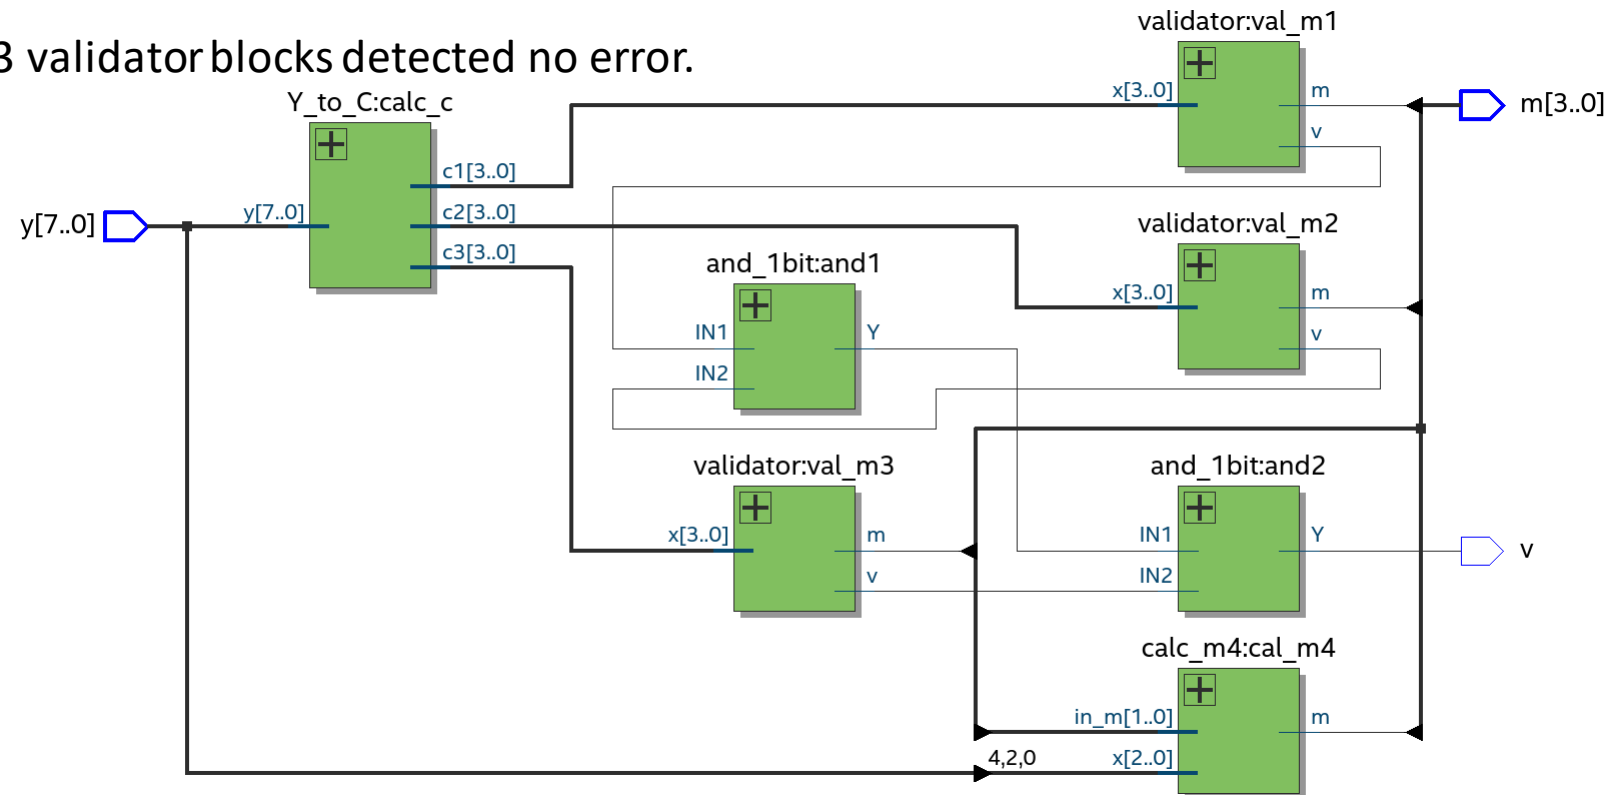 3 validator blocks detected no error.
validator:val_m1
x[3..0]
m
v
m[3..0]
Y_to_C:calc_c
y[7..0]
y[7..0]
c1[3..0]
c2[3..0]
c3[3..0]
validator:val_m2
x[3..0]
m
v
and_1bit:and1
IN1
IN2
Y
validator:val_m3
x[3..0]
m
v
and_1bit:and2
IN1
IN2
Y
v
calc_m4:cal_m4
in_m[1..0]
4,2,0
x[2..0]
m